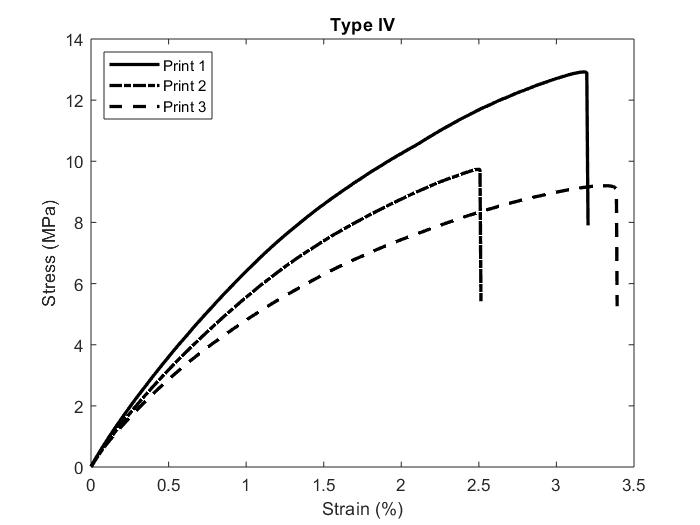 Type IV
Print 1
Print 2
Print 3
14
12
10
8
6
4
2
0
Stress (MPa)
0 0.5 1 1.5 2 2.5 3 3.5
Strain (%)